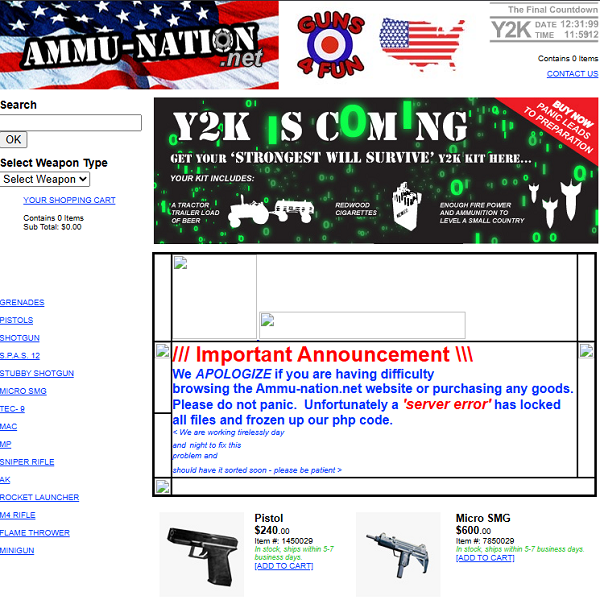 AMMU-NATION
.net
GUNS
4 FUN
The Final Countdown
Y2K DATE 12:31:99
TIME 11:5912
Contains 0 Items
CONTACT US
Search
OK
Select Weapon Type
Select Weapon
YOUR SHOPPING CART
Contains 0 Items
Sub Total: $0.00
GRENADES
PISTOLS
SHOTGUN
S.P.A.S. 12
STUBBY SHOTGUN
MICRO SMG
TEC- 9
MAC
MP
SNIPER RIFLE
AK
ROCKET LAUNCHER
M4 RIFLE
FLAME THROWER
MINIGUN
Y2K IS COMING
BUY NOW
PANIC LEADS
TO PREPARATION
GET YOUR 'STRONGEST WILL SURVIVE' Y2K KIT HERE...
YOUR KIT INCLUDES:
A TRACTOR
TRAILER LOAD
OF BEER
REDWOOD
CIGARETTES
ENOUGH FIRE POWER
AND AMMUNITION TO
LEVEL A SMALL COUNTRY
/// Important Announcement \\\
We APOLOGIZE if you are having difficulty
browsing the Ammu-nation.net website or purchasing any goods.
Please do not panic. Unfortunately a 'server error' has locked
all files and frozen up our php code.
< We are working tirelessly day
and night to fix this
problem and
should have it sorted soon - please be patient >
Pistol
$240.00
Item #: 1450029
In stock, ships within 5-7
business days.
[ADD TO CART]
Micro SMG
$600.00
Item #: 7850029
In stock, ships within 5-7
business days.
[ADD TO CART]